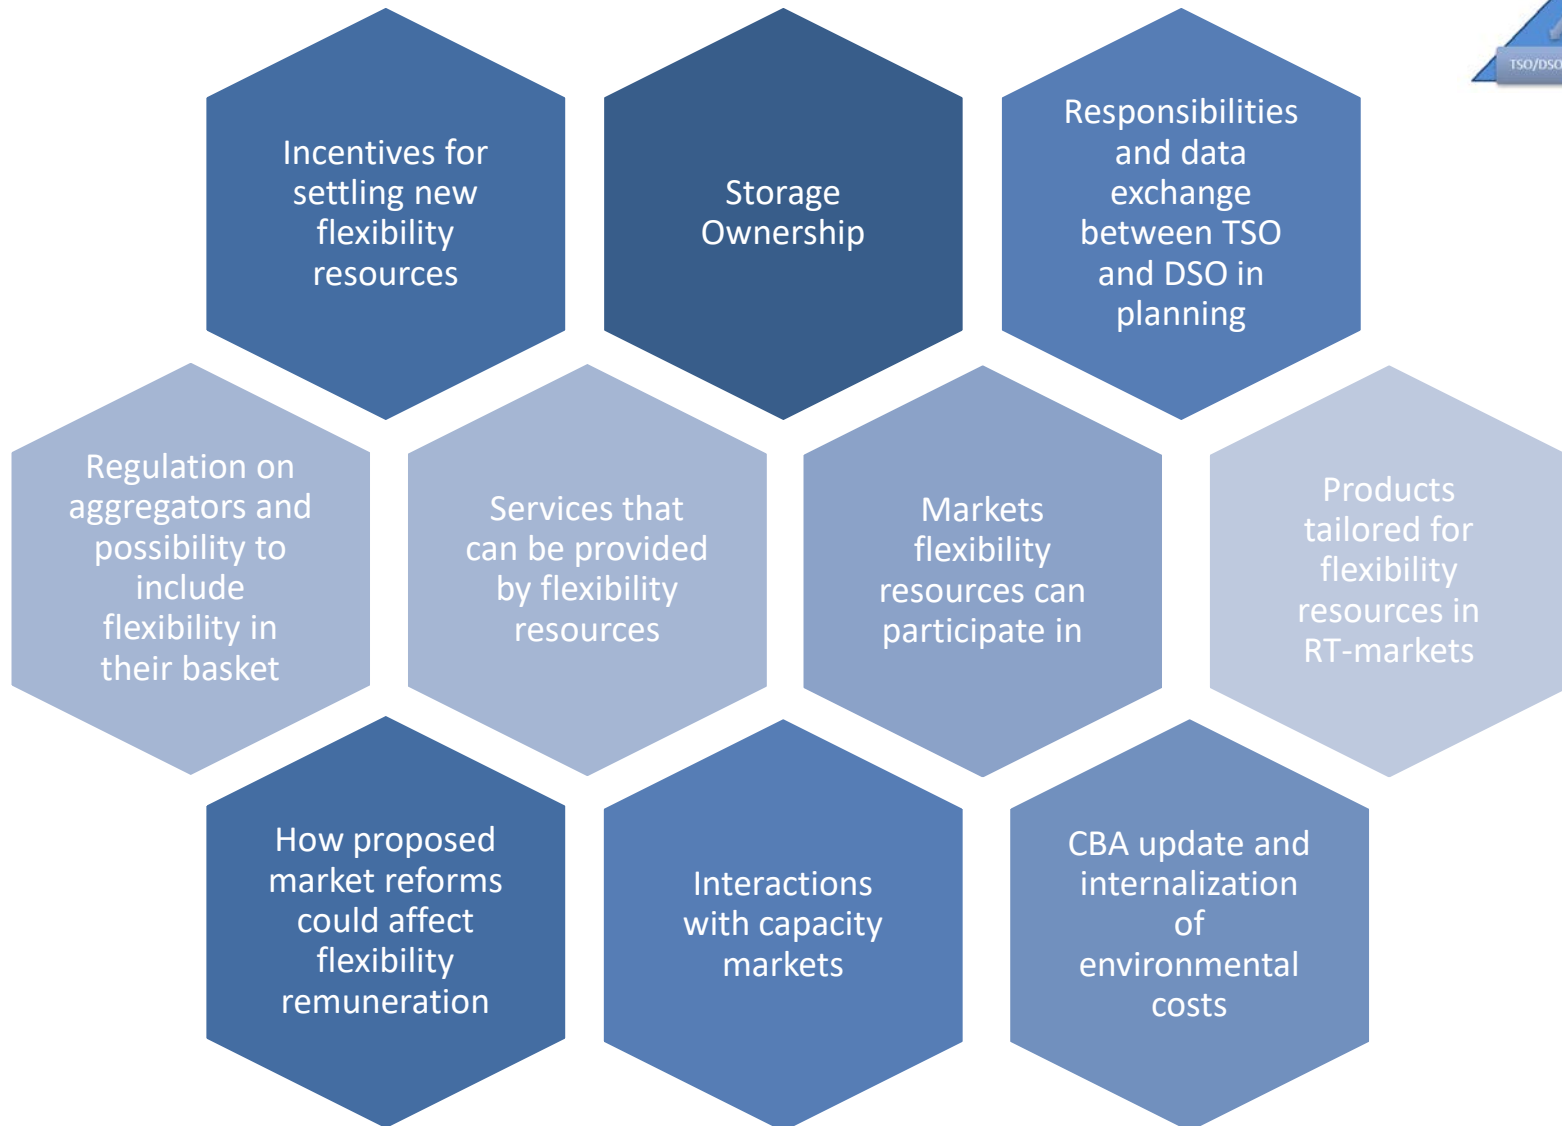 TSO/DSO
Incentives for
settling new
flexibility
resources
Storage
Ownership
Responsibilities
and data
exchange
between TSO
and DSO in
planning
Regulation on
aggregators and
possibility to
include
flexibility in
their basket
Services that
can be provided
by flexibility
resources
Markets
flexibility
resources can
participate in
Products
tailored for
flexibility
resources in
RT-markets
How proposed
market reforms
could affect
flexibility
remuneration
Interactions
with capacity
markets
CBA update and
internalization
of
environmental
costs